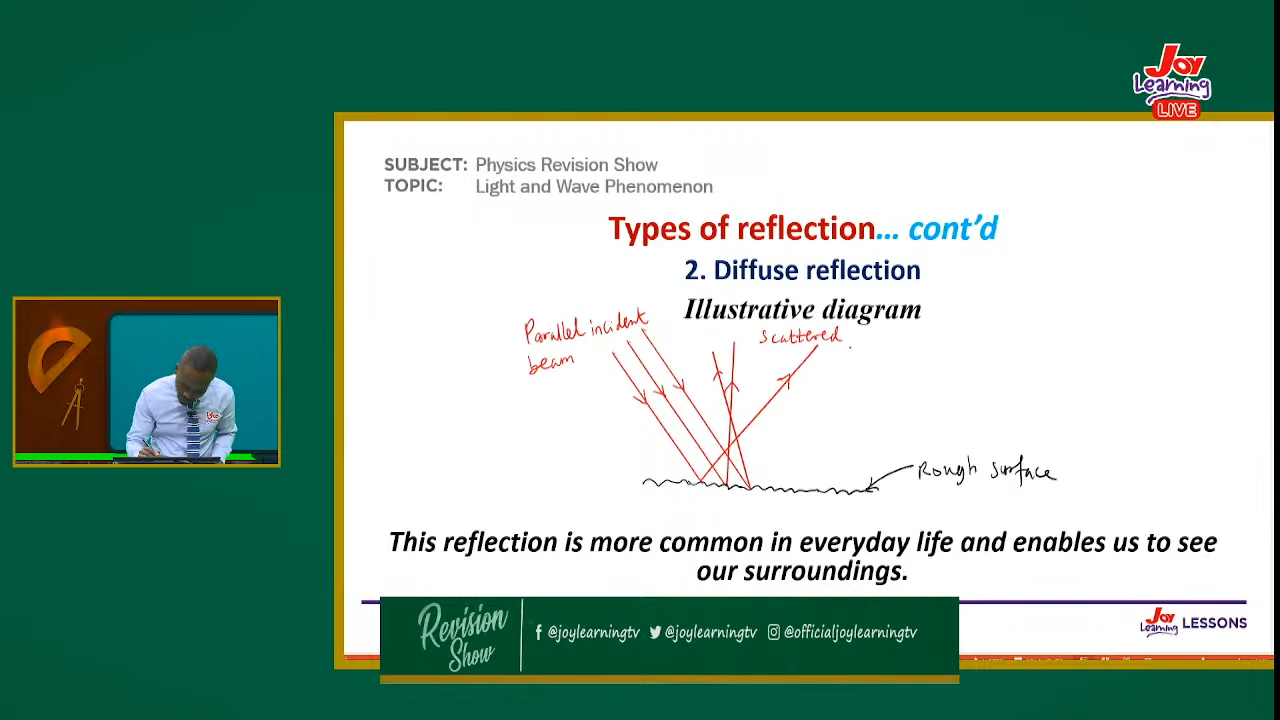 Joy
Learning
LIVE
SUBJECT: Physics Revision Show
TOPIC: Light and Wave Phenomenon
Types of reflection... cont'd
2. Diffuse reflection
Illustrative diagram
Parallel incident
beam
Scattered
Rough surface
This reflection is more common in everyday life and enables us to see
our surroundings.
Revision
Show
@joylearningtv @joylearningtv @officialjoylearningtv
Joy
Learning LESSONS